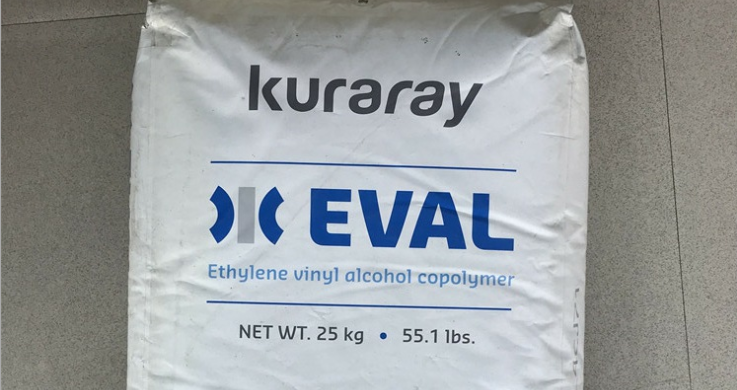 kuraray
EVAL
Ethylene vinyl alcohol copolymer
NET WT. 25 kg • 55.1 lbs.